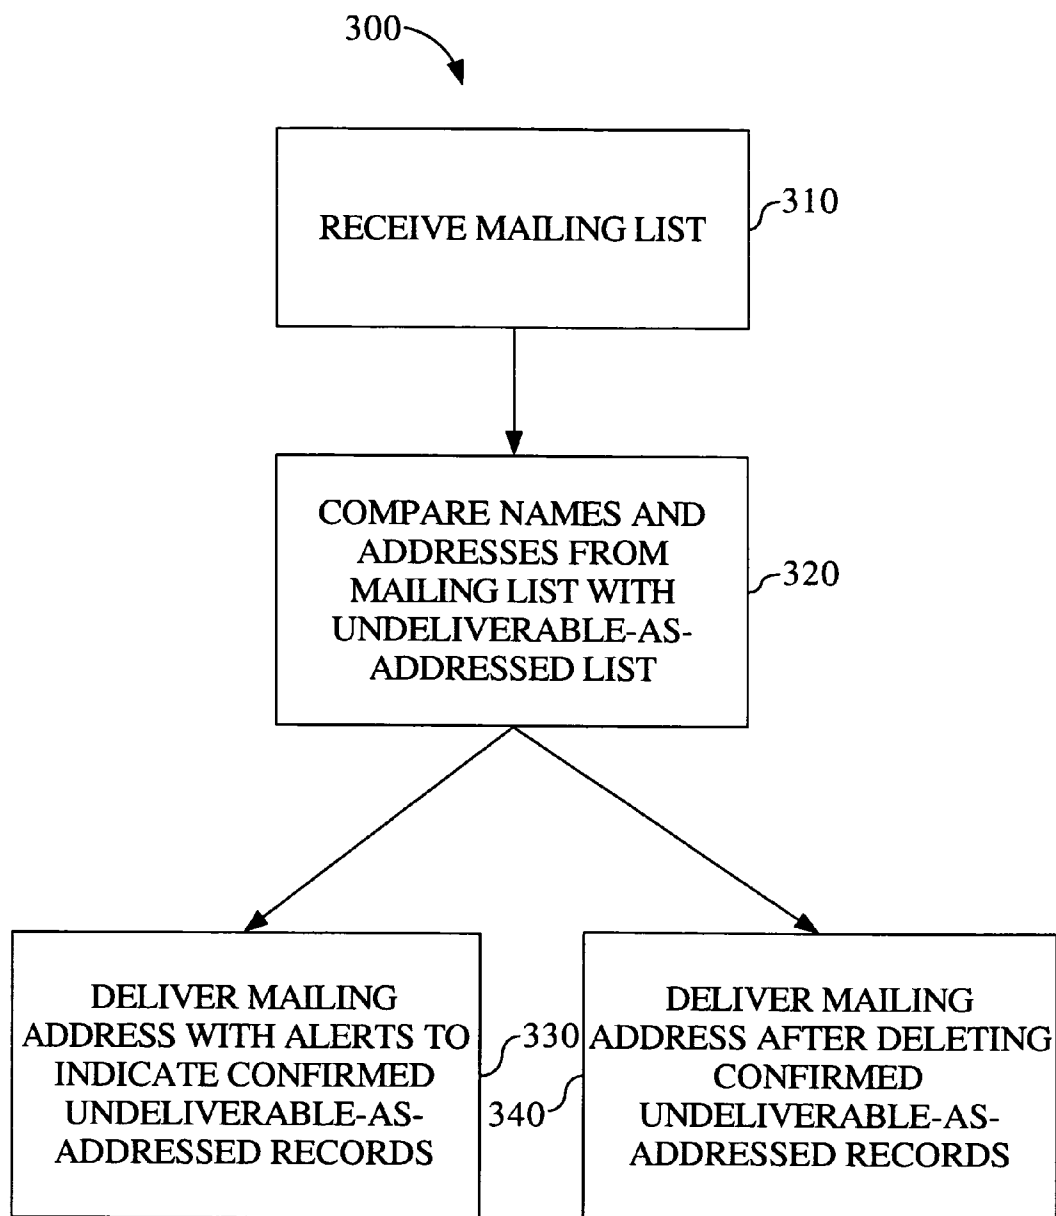 300
RECEIVE MAILING LIST
310
COMPARE NAMES AND
ADDRESSES FROM
MAILING LIST WITH
UNDELIVERABLE-AS-
ADDRESSED LIST
320
DELIVER MAILING
ADDRESS WITH ALERTS TO
INDICATE CONFIRMED
UNDELIVERABLE-AS-
ADDRESSED RECORDS
330
340
DELIVER MAILING
ADDRESS AFTER DELETING
CONFIRMED
UNDELIVERABLE-AS-
ADDRESSED RECORDS